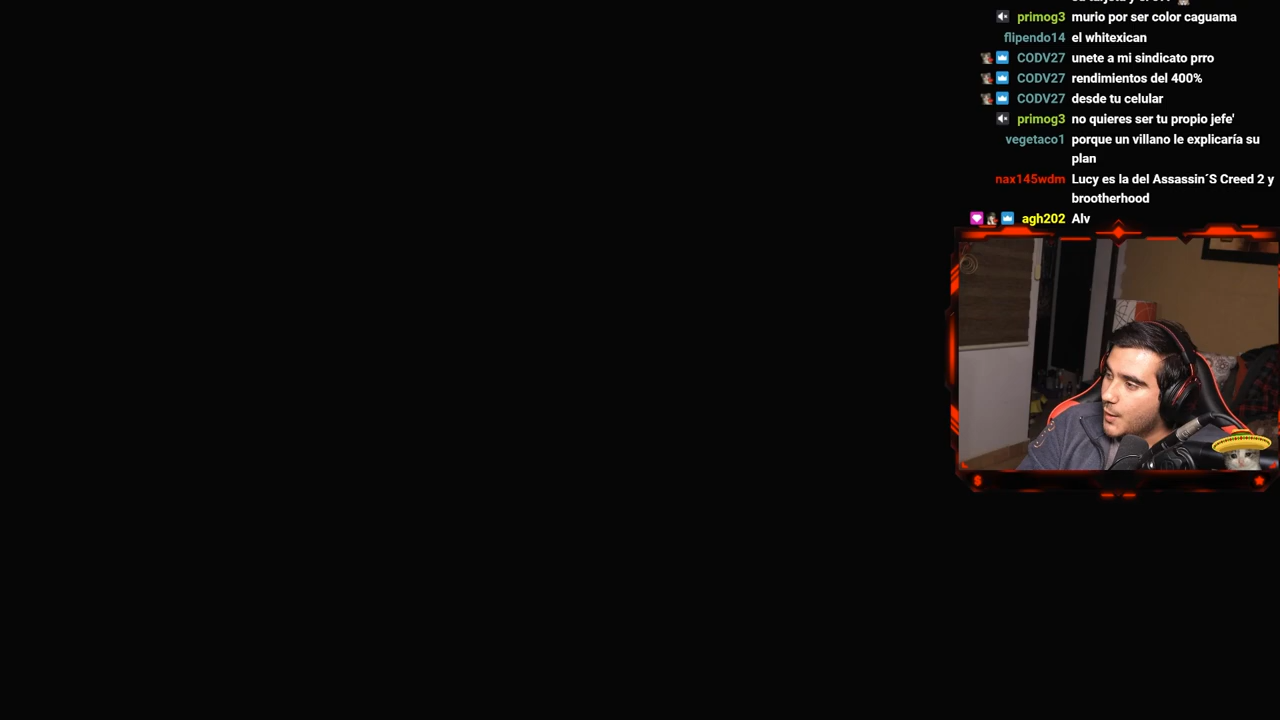 primog3 murio por ser color caguama
flipendo14 el whitexican
CODV27 unete a mi sindicato prro
CODV27 rendimientos del 400%
CODV27 desde tu celular
primog3 no quieres ser tu propio jefe'
vegetaco1 porque un villano le explicaría su
plan
nax145wdm Lucy es la del Assassin´S Creed 2 y
brootherhood
agh202 Alv